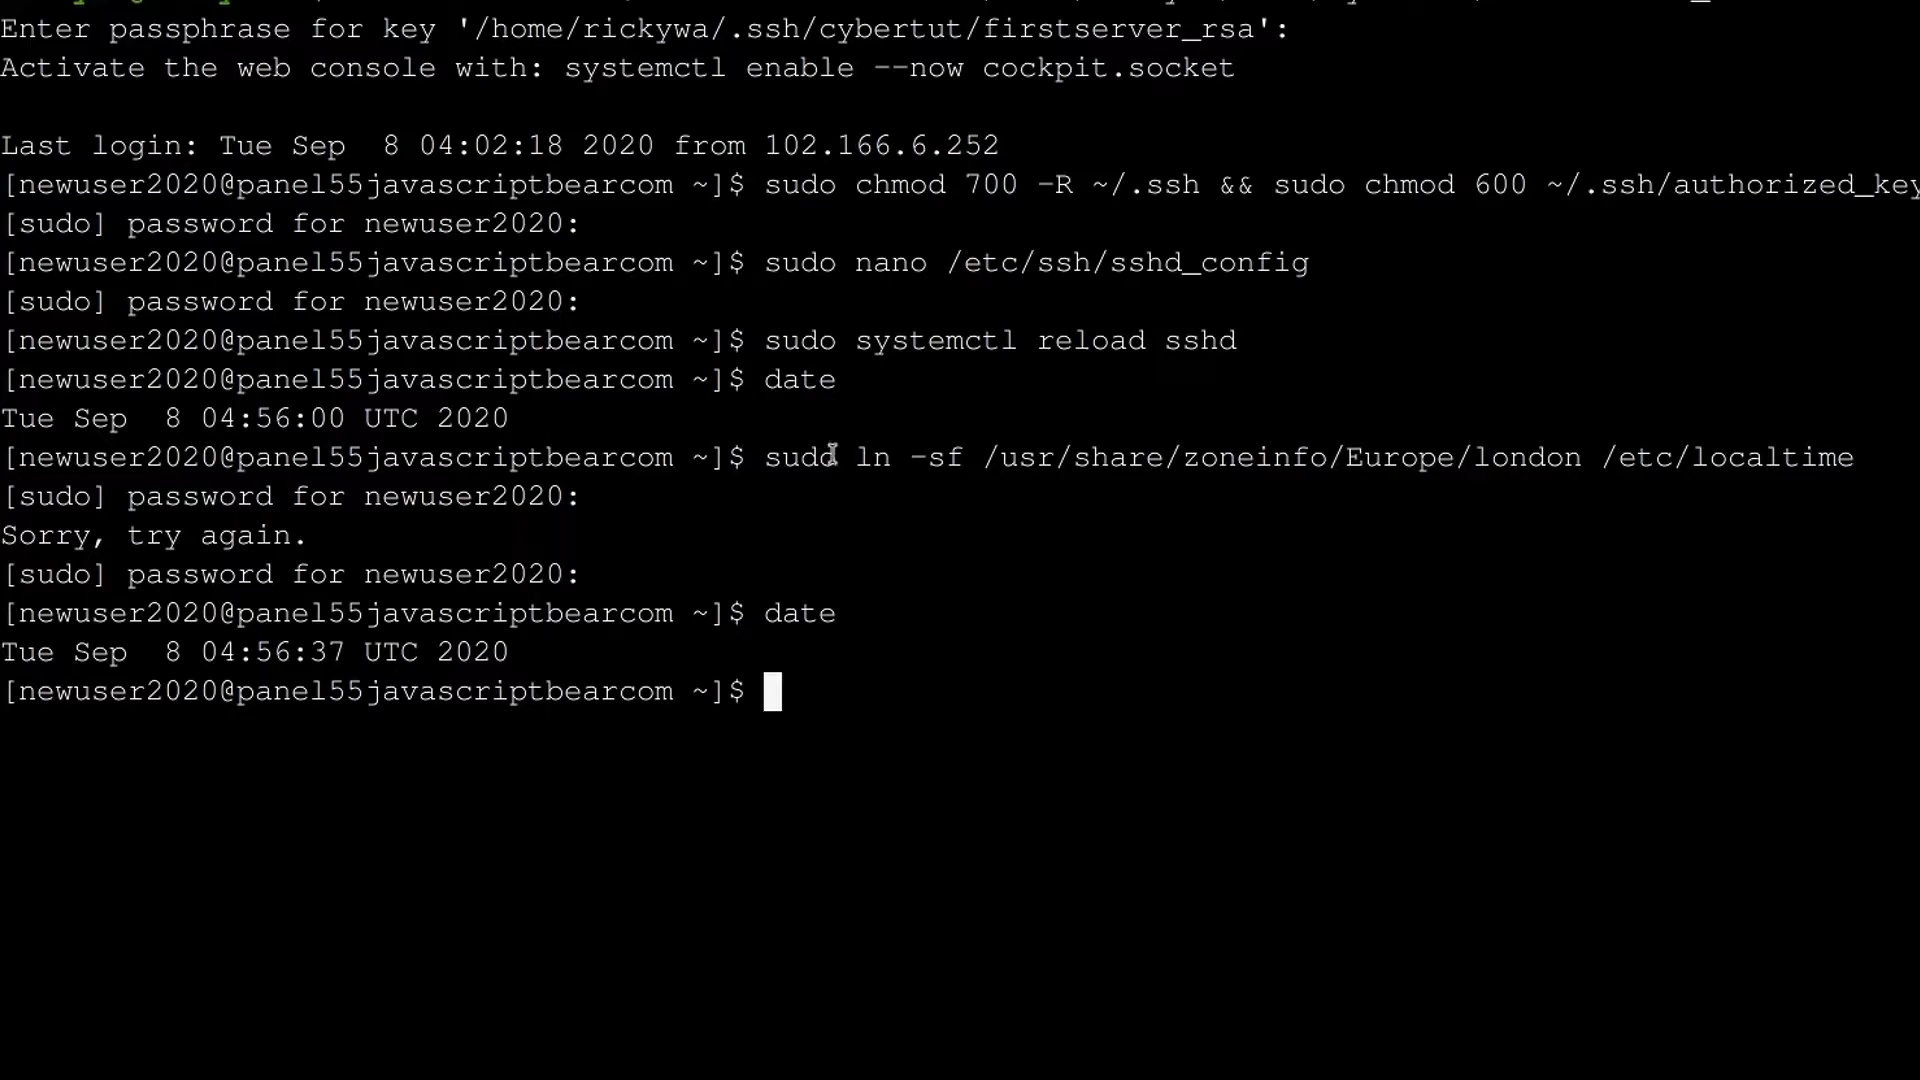 Enter passphrase for key '/home/rickywa/.ssh/cybertut/firstserver_rsa':
Activate the web console with: systemctl enable --now cockpit.socket
Last login: Tue Sep  8 04:02:18 2020 from 102.166.6.252
[newuser2020@panel55javascriptbearcom ~]$ sudo chmod 700 -R ~/.ssh && sudo chmod 600 ~/.ssh/authorized_key
[sudo] password for newuser2020:
[newuser2020@panel55javascriptbearcom ~]$ sudo nano /etc/ssh/sshd_config
[sudo] password for newuser2020:
[newuser2020@panel55javascriptbearcom ~]$ sudo systemctl reload sshd
[newuser2020@panel55javascriptbearcom ~]$ date
Tue Sep  8 04:56:00 UTC 2020
[newuser2020@panel55javascriptbearcom ~]$ sudo ln -sf /usr/share/zoneinfo/Europe/london /etc/localtime
[sudo] password for newuser2020:
Sorry, try again.
[sudo] password for newuser2020:
[newuser2020@panel55javascriptbearcom ~]$ date
Tue Sep  8 04:56:37 UTC 2020
[newuser2020@panel55javascriptbearcom ~]$